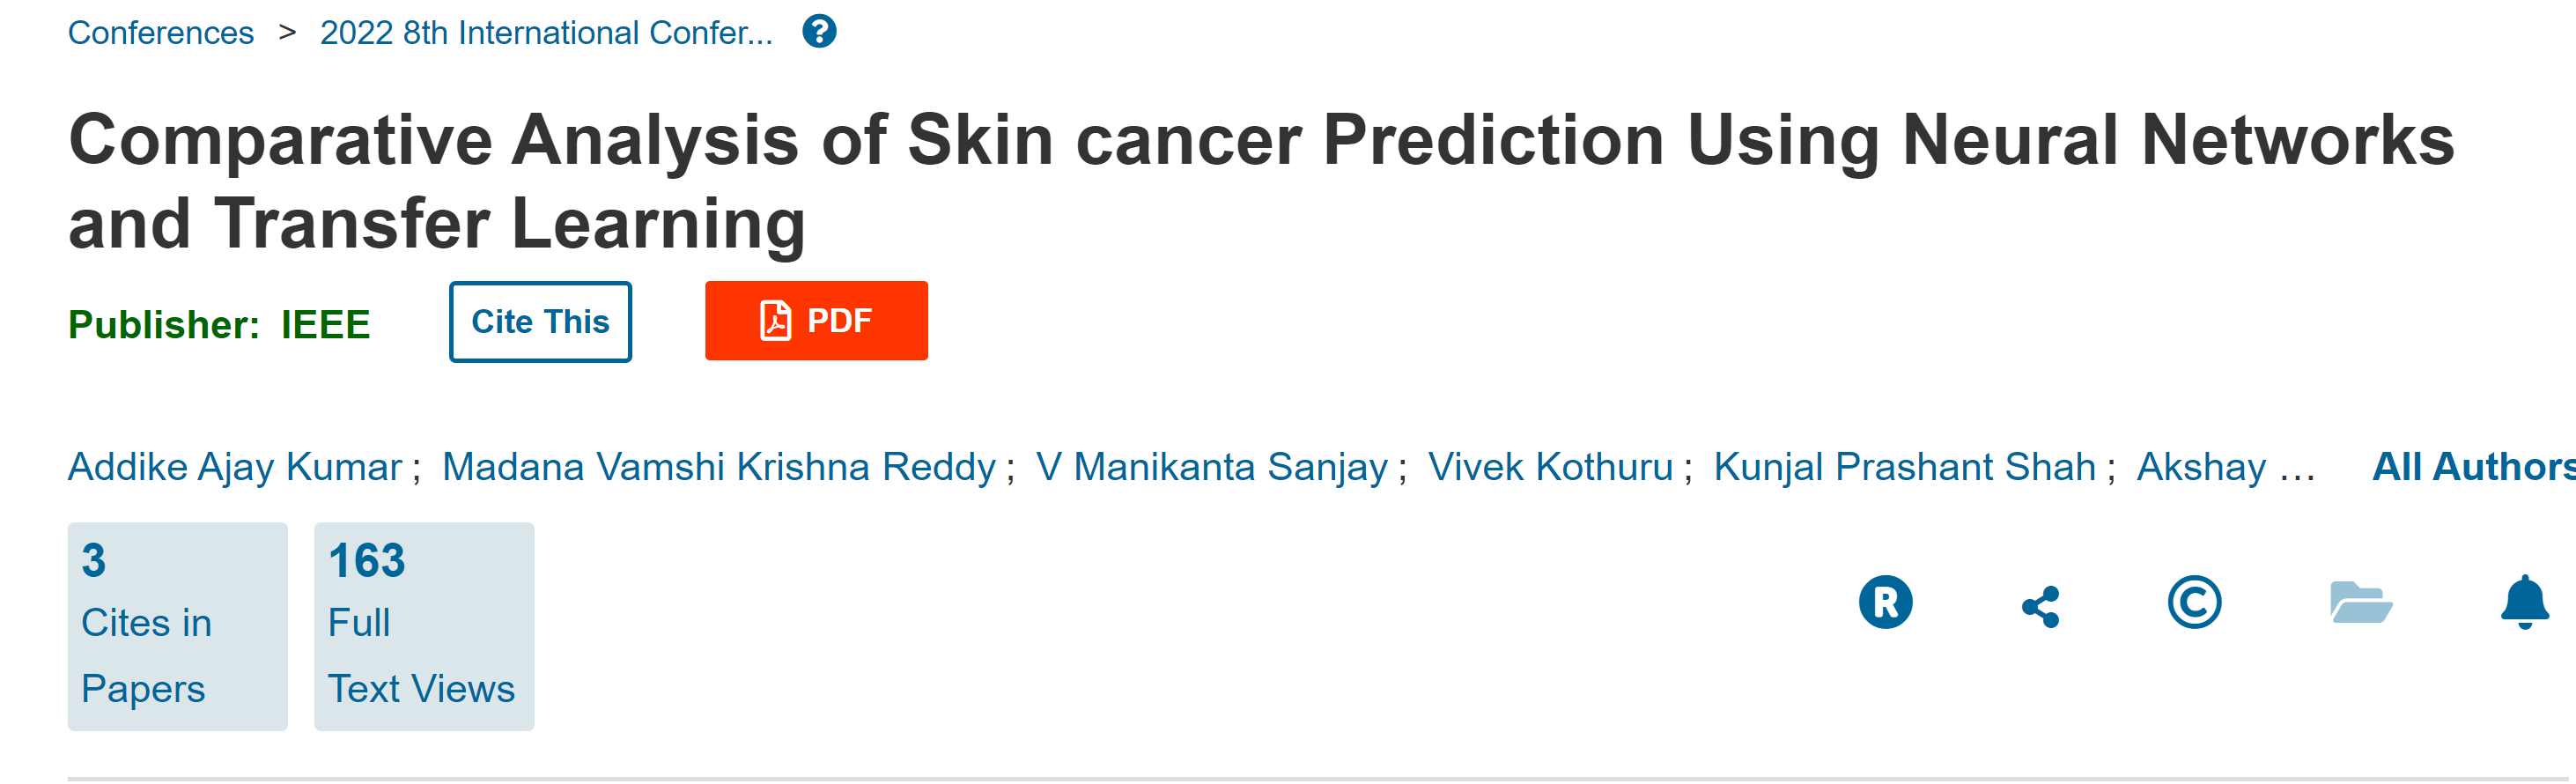 Conferences > 2022 8th International Confer... ?
Comparative Analysis of Skin cancer Prediction Using Neural Networks
and Transfer Learning
Publisher: IEEE Cite This PDF
Addike Ajay Kumar ; Madana Vamshi Krishna Reddy ; V Manikanta Sanjay ; Vivek Kothuru ; Kunjal Prashant Shah ; Akshay ... All Authors
3 163
Cites in Full
Papers Text Views
R ©